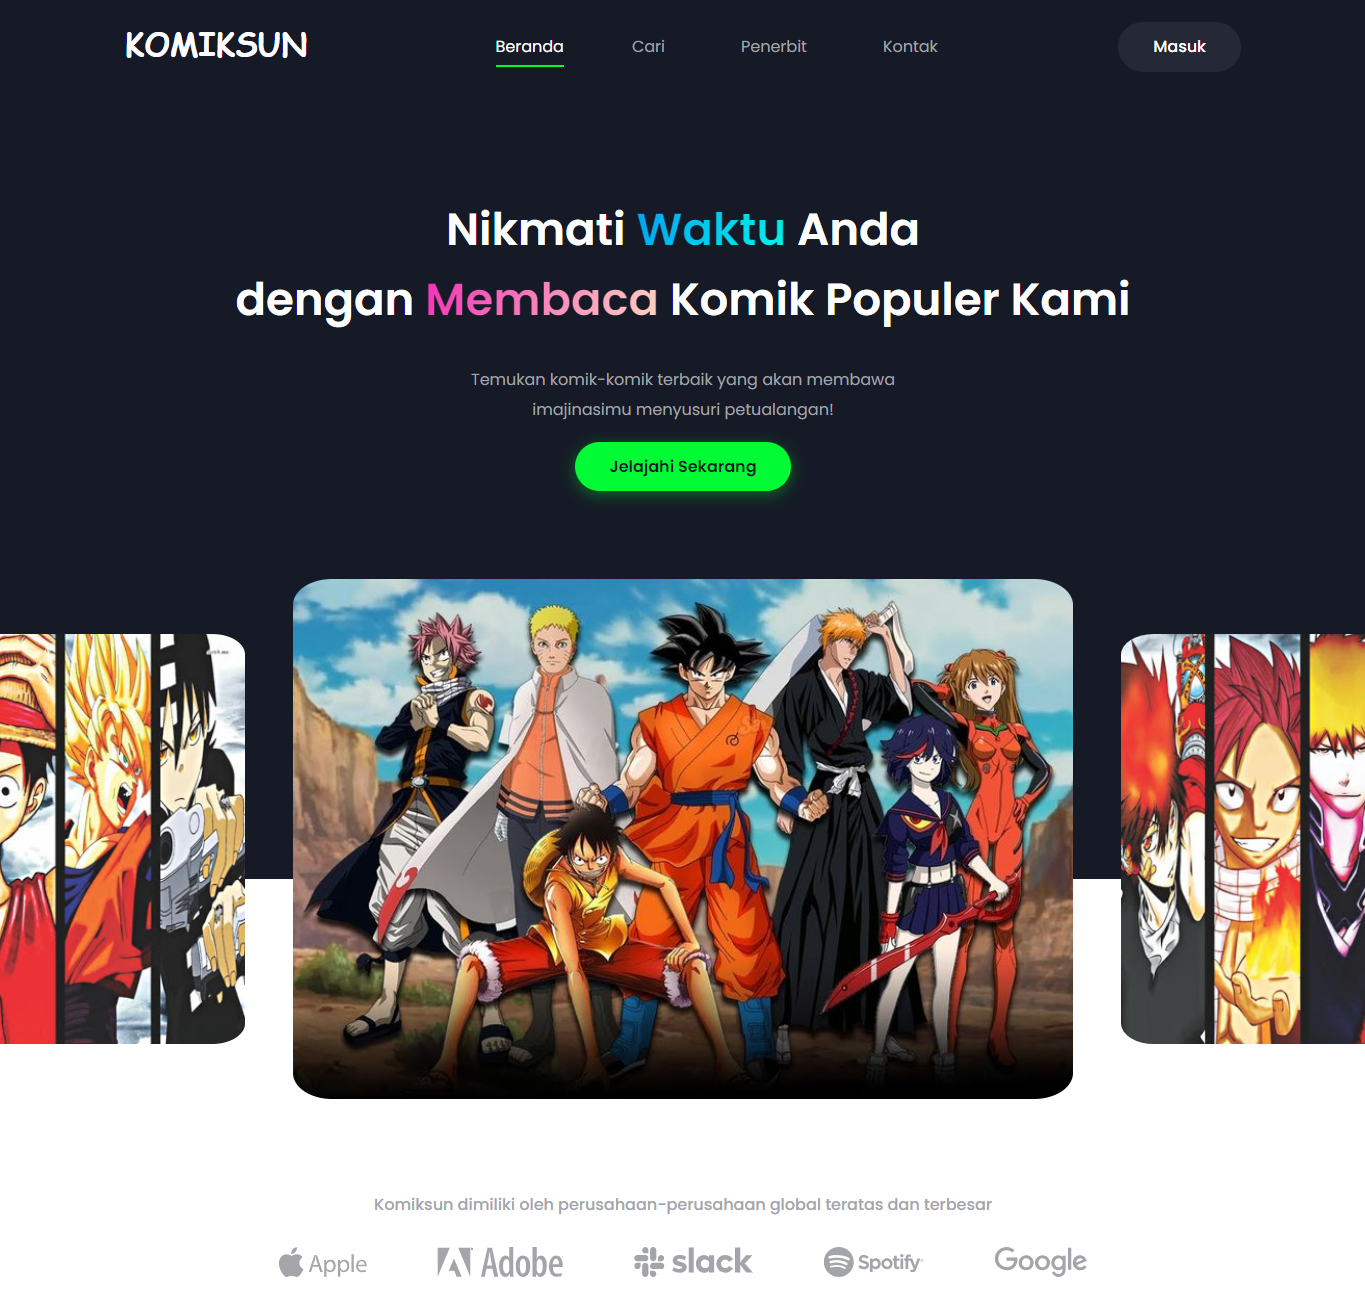 KOMIKSUN
Beranda
Cari
Penerbit
Kontak
Masuk
Nikmati Waktu Anda
dengan Membaca Komik Populer Kami
Temukan komik-komik terbaik yang akan membawa
imajinasimu menyusuri petualangan!
Jelajahi Sekarang
Komiksun dimiliki oleh perusahaan-perusahaan global teratas dan terbesar
Apple
Adobe
slack
Spotify
Google